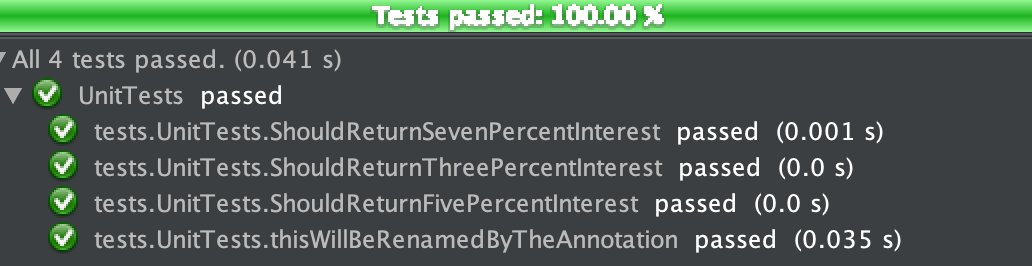 Tests passed: 100.00 %
All 4 tests passed. (0.041 s)
UnitTests passed
tests.UnitTests.ShouldReturnSevenPercentInterest passed (0.001 s)
tests.UnitTests.ShouldReturnThreePercentInterest passed (0.0 s)
tests.UnitTests.ShouldReturnFivePercentInterest passed (0.0 s)
tests.UnitTests.thisWillBeRenamedByTheAnnotation passed (0.035 s)